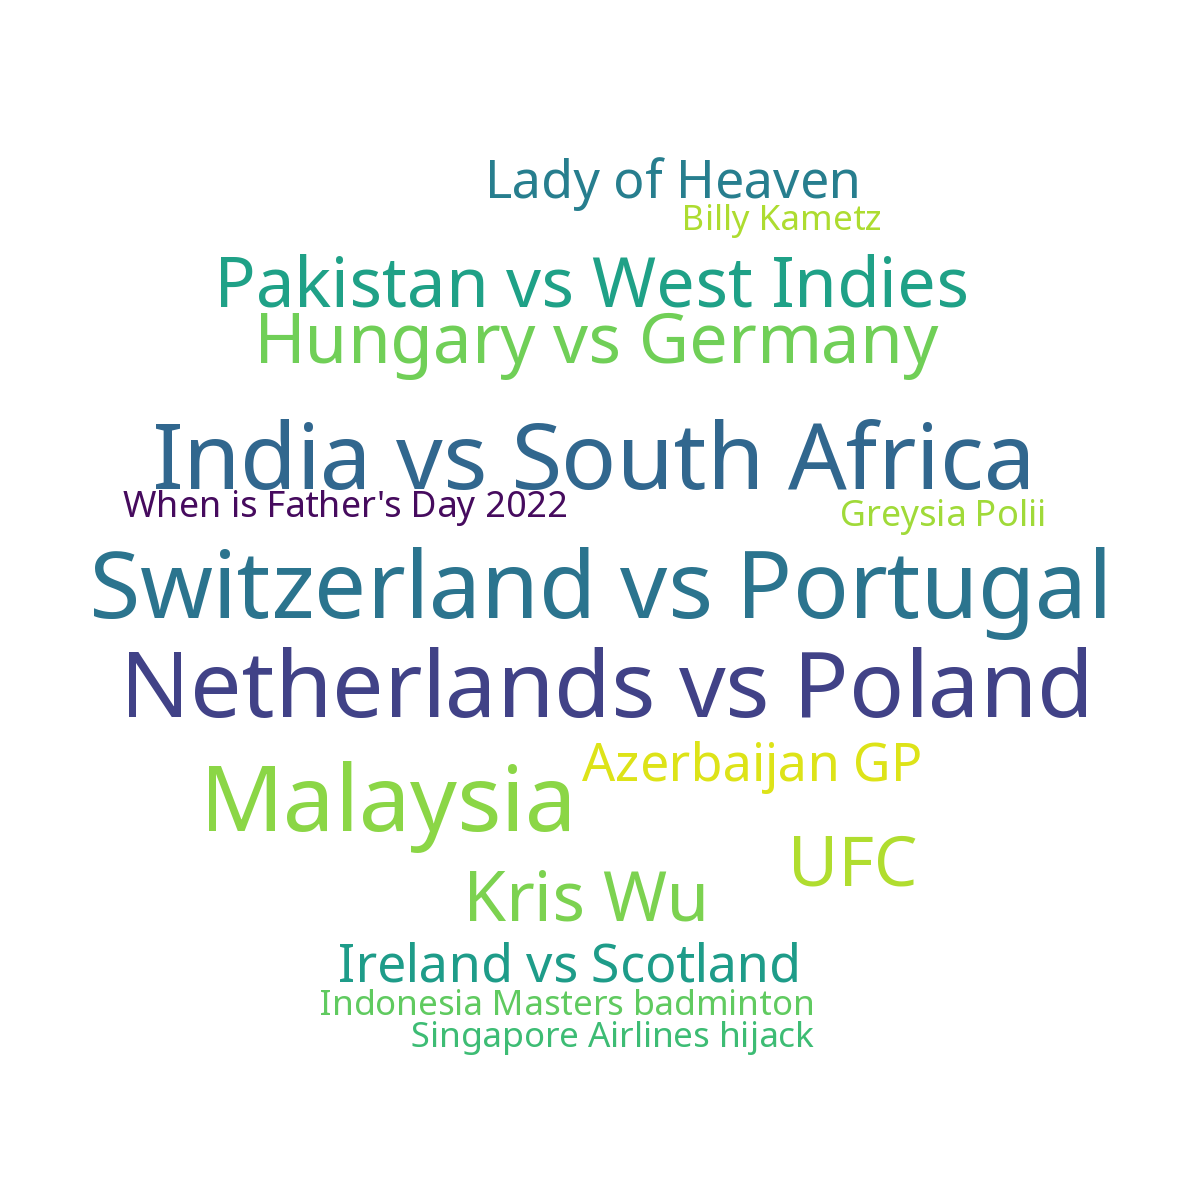 Lady of Heaven
Billy Kametz
Pakistan vs West Indies
Hungary vs Germany
India vs South Africa
When is Father's Day 2022
Greysia Polii
Switzerland vs Portugal
Netherlands vs Poland
Azerbaijan GP
Malaysia
UFC
Kris Wu
Ireland vs Scotland
Indonesia Masters badminton
Singapore Airlines hijack